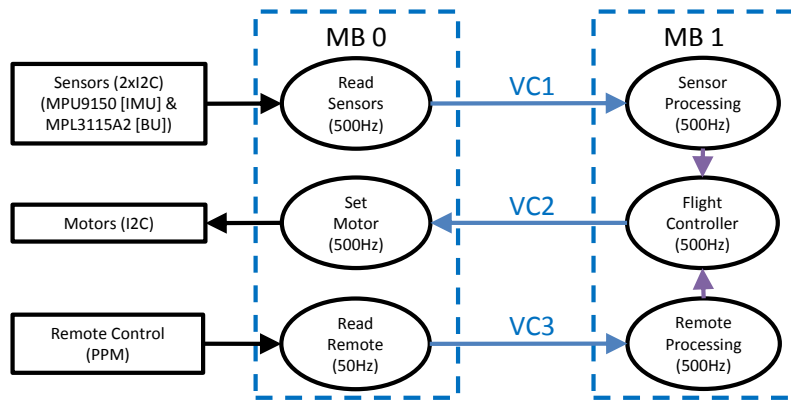 MB 0
MB 1
Sensors (2xI2C)
(MPU9150 [IMU] &
MPL3115A2 [BU])
Read
Sensors
(500Hz)
VC1
Sensor
Processing
(500Hz)
Motors (I2C)
Set
Motor
(500Hz)
VC2
Flight
Controller
(500Hz)
Remote Control
(PPM)
Read
Remote
(50Hz)
VC3
Remote
Processing
(500Hz)